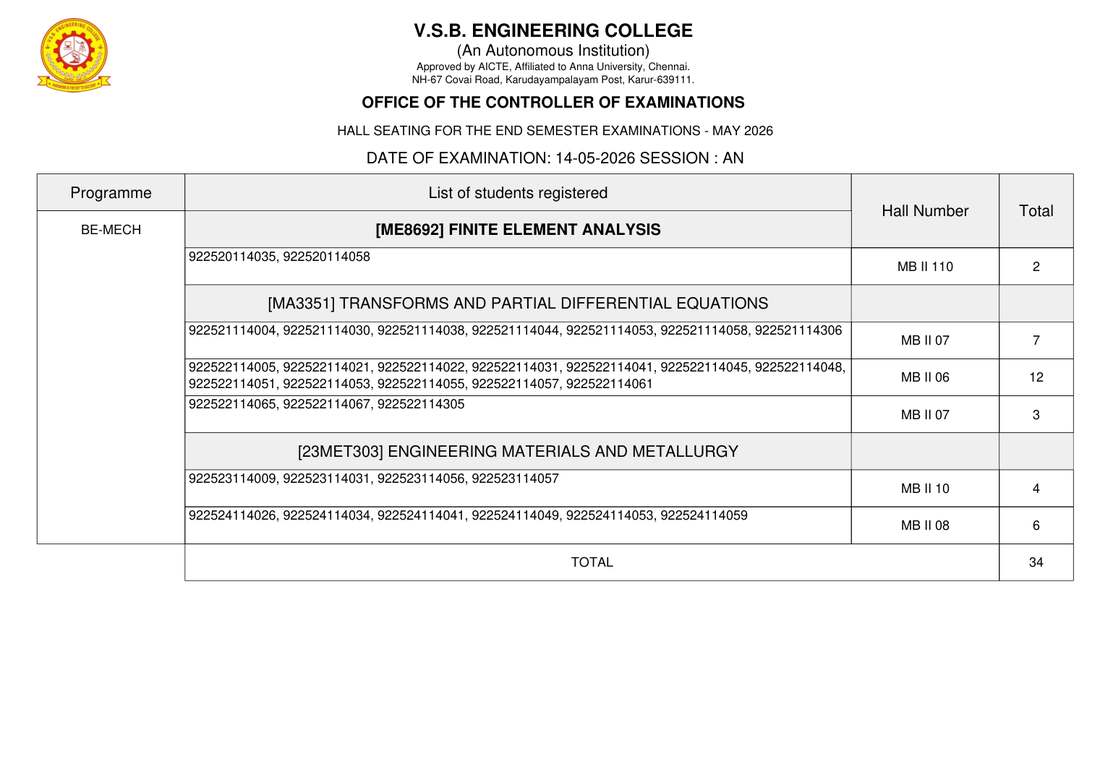 V.S.B. ENGINEERING COLLEGE
(An Autonomous Institution)
Approved by AICTE, Affiliated to Anna University, Chennai.
NH-67 Covai Road, Karudayampalayam Post, Karur-639111.
OFFICE OF THE CONTROLLER OF EXAMINATIONS
HALL SEATING FOR THE END SEMESTER EXAMINATIONS - MAY 2026
DATE OF EXAMINATION: 14-05-2026 SESSION : AN
Programme List of students registered Hall Number Total
BE-MECH [ME8692] FINITE ELEMENT ANALYSIS
922520114035, 922520114058 MB II 110 2
[MA3351] TRANSFORMS AND PARTIAL DIFFERENTIAL EQUATIONS
922521114004, 922521114030, 922521114038, 922521114044, 922521114053, 922521114058, 922521114306 MB II 07 7
922522114005, 922522114021, 922522114022, 922522114031, 922522114041, 922522114045, 922522114048,
922522114051, 922522114053, 922522114055, 922522114057, 922522114061 MB II 06 12
922522114065, 922522114067, 922522114305 MB II 07 3
[23MET303] ENGINEERING MATERIALS AND METALLURGY
922523114009, 922523114031, 922523114056, 922523114057 MB II 10 4
922524114026, 922524114034, 922524114041, 922524114049, 922524114053, 922524114059 MB II 08 6
TOTAL 34